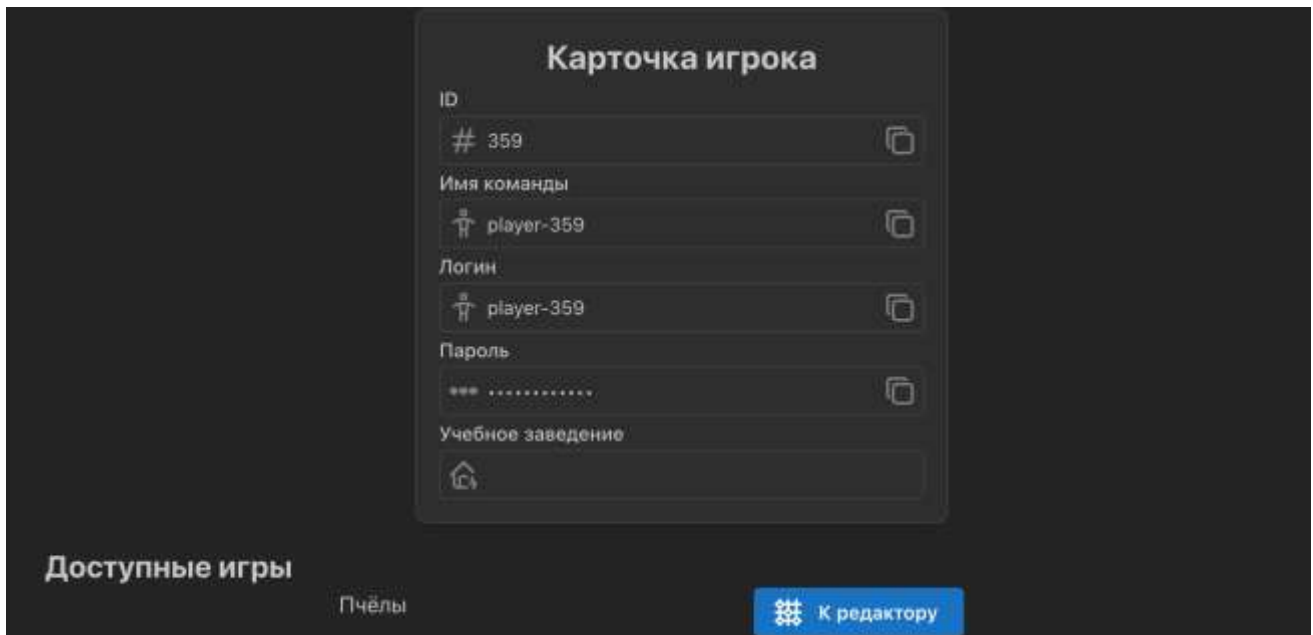 Карточка игрока
ID
# 359
Имя команды
player-359
Логин
player-359
Пароль
••• ••••••••••••
Учебное заведение
Доступные игры
Пчёлы
К редактору